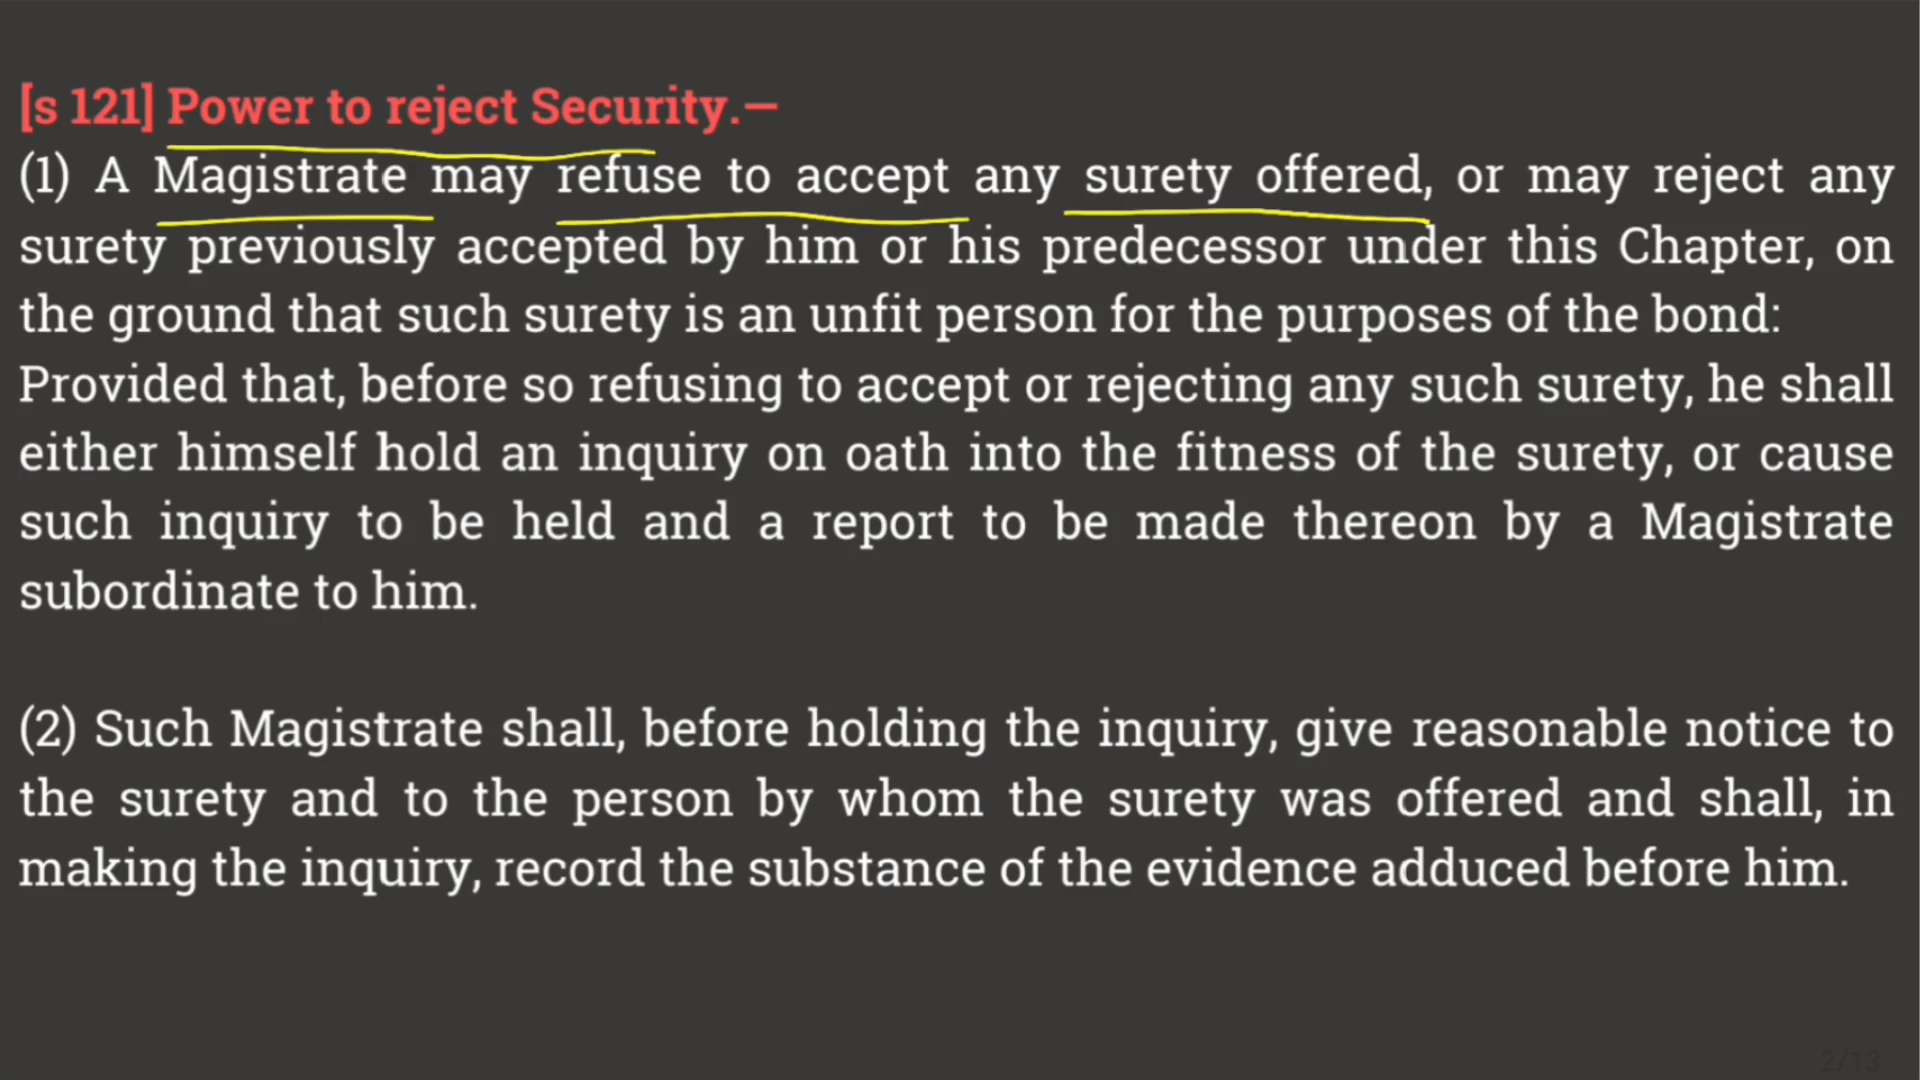 [s 121] Power to reject Security.—
(1) A Magistrate may refuse to accept any surety offered, or may reject any
surety previously accepted by him or his predecessor under this Chapter, on
the ground that such surety is an unfit person for the purposes of the bond:
Provided that, before so refusing to accept or rejecting any such surety, he shall
either himself hold an inquiry on oath into the fitness of the surety, or cause
such inquiry to be held and a report to be made thereon by a Magistrate
subordinate to him.
(2) Such Magistrate shall, before holding the inquiry, give reasonable notice to
the surety and to the person by whom the surety was offered and shall, in
making the inquiry, record the substance of the evidence adduced before him.
2/13